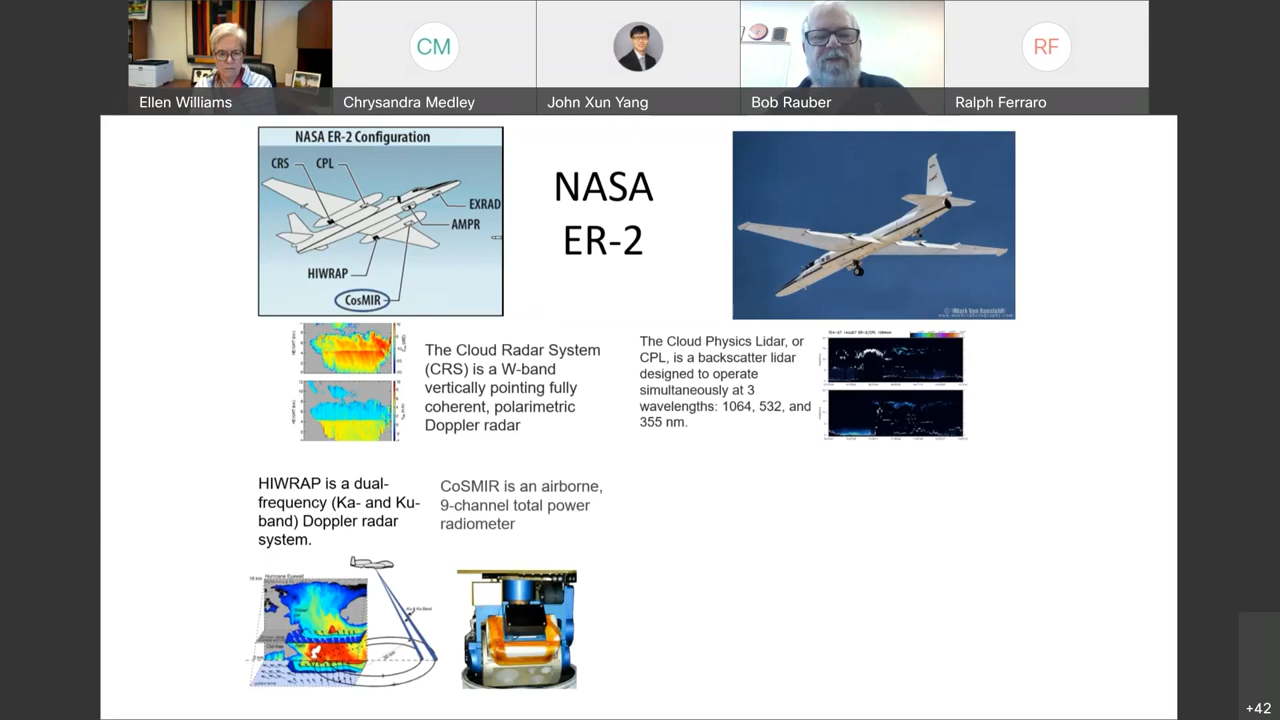 CM
RF
Ellen Williams
Chrysandra Medley
John Xun Yang
Bob Rauber
Ralph Ferraro
NASA ER-2 Configuration
CRS
CPL
EXRAD
AMPR
HIWRAP
CosMIR
NASA
ER-2
The Cloud Radar System
(CRS) is a W-band
vertically pointing fully
coherent, polarimetric
Doppler radar
The Cloud Physics Lidar, or
CPL, is a backscatter lidar
designed to operate
simultaneously at 3
wavelengths: 1064, 532, and
355 nm.
HIWRAP is a dual-
frequency (Ka- and Ku-
band) Doppler radar
system.
CoSMIR is an airborne,
9-channel total power
radiometer
Hurricane Eyewall
+42